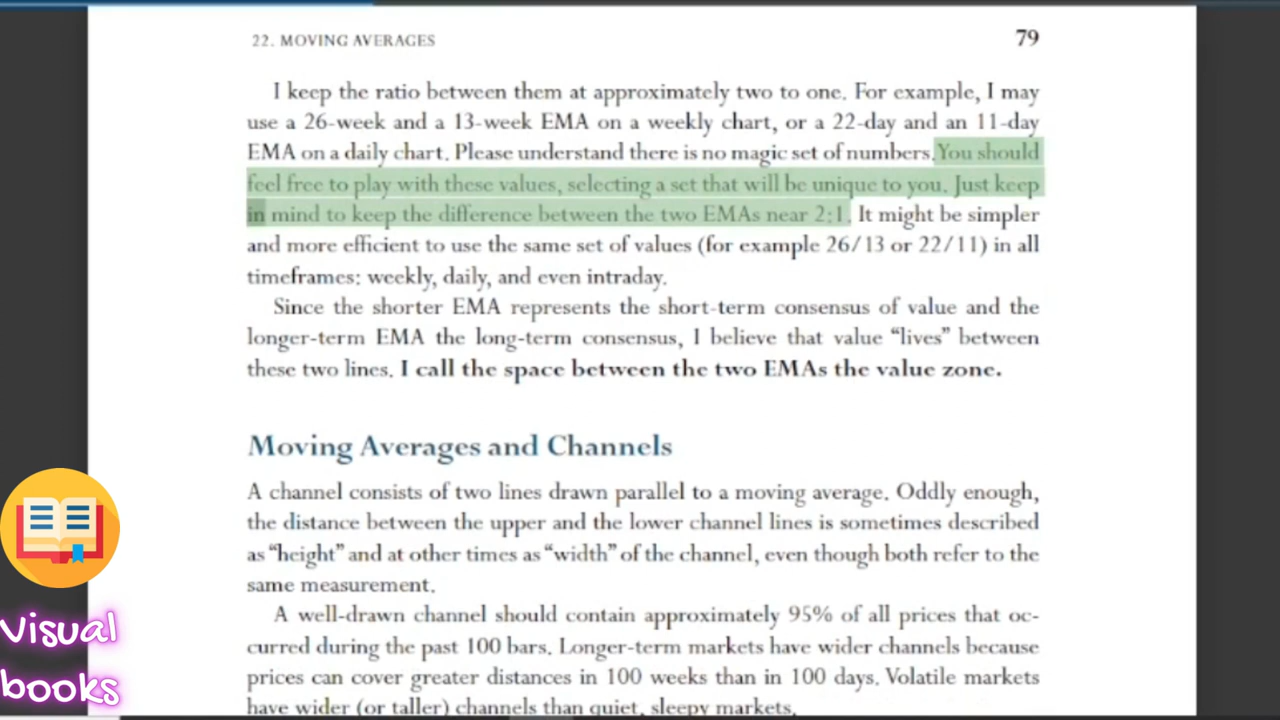 22. MOVING AVERAGES 79
I keep the ratio between them at approximately two to one. For example, I may
use a 26-week and a 13-week EMA on a weekly chart, or a 22-day and an 11-day
EMA on a daily chart. Please understand there is no magic set of numbers. You should
feel free to play with these values, selecting a set that will be unique to you. Just keep
in mind to keep the difference between the two EMAs near 2:1. It might be simpler
and more efficient to use the same set of values (for example 26/13 or 22/11) in all
timeframes: weekly, daily, and even intraday.
Since the shorter EMA represents the short-term consensus of value and the
longer-term EMA the long-term consensus, I believe that value “lives” between
these two lines. I call the space between the two EMAs the value zone.
Moving Averages and Channels
A channel consists of two lines drawn parallel to a moving average. Oddly enough,
the distance between the upper and the lower channel lines is sometimes described
as “height” and at other times as “width” of the channel, even though both refer to the
same measurement.
A well-drawn channel should contain approximately 95% of all prices that oc-
curred during the past 100 bars. Longer-term markets have wider channels because
prices can cover greater distances in 100 weeks than in 100 days. Volatile markets
have wider (or taller) channels than quiet, sleepy markets.
Visual
books